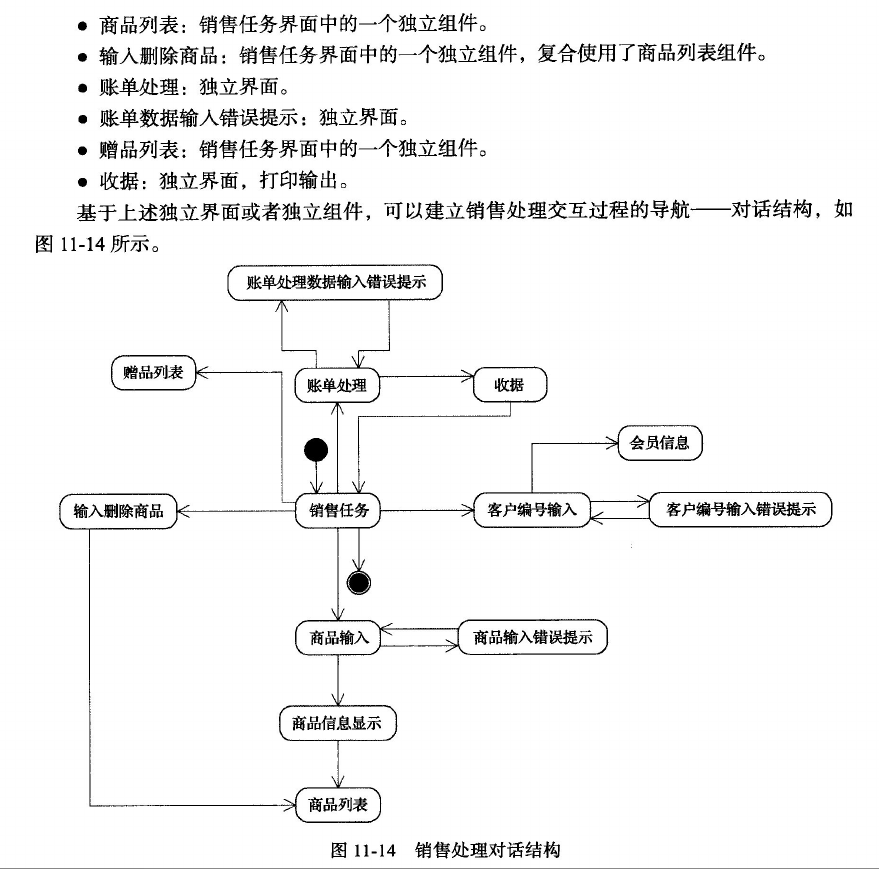 ● 商品列表：销售任务界面中的一个独立组件。
● 输入删除商品：销售任务界面中的一个独立组件，复合使用了商品列表组件。
● 账单处理：独立界面。
● 账单数据输入错误提示：独立界面。
● 赠品列表：销售任务界面中的一个独立组件。
● 收据：独立界面，打印输出。
基于上述独立界面或者独立组件，可以建立销售处理交互过程的导航——对话结构，如
图 11-14 所示。
账单处理数据输入错误提示
赠品列表
账单处理
收据
会员信息
输入删除商品
销售任务
客户编号输入
客户编号输入错误提示
商品输入
商品输入错误提示
商品信息显示
商品列表
图 11-14 销售处理对话结构